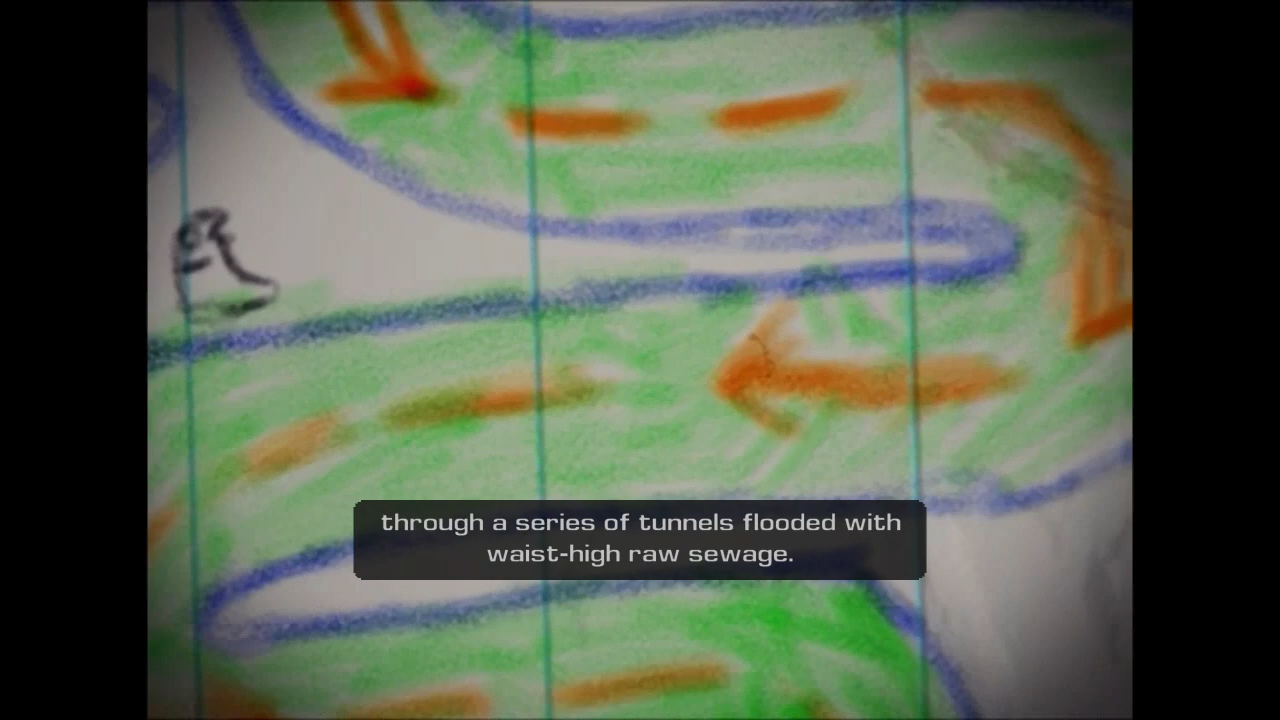 through a series of tunnels flooded with
waist-high raw sewage.